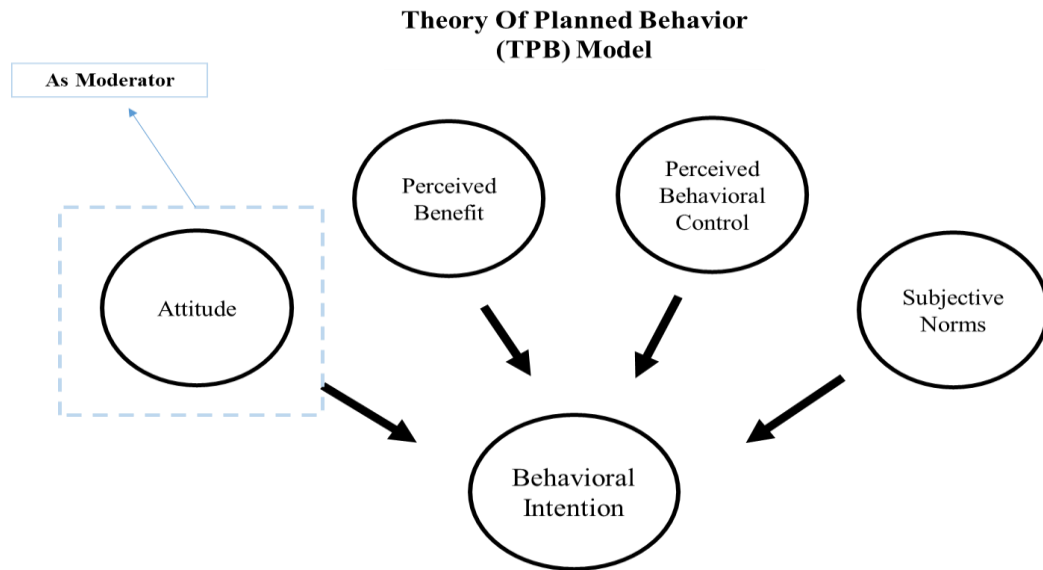 Theory Of Planned Behavior
(TPB) Model
As Moderator
Perceived
Benefit
Perceived
Behavioral
Control
Attitude
Subjective
Norms
Behavioral
Intention